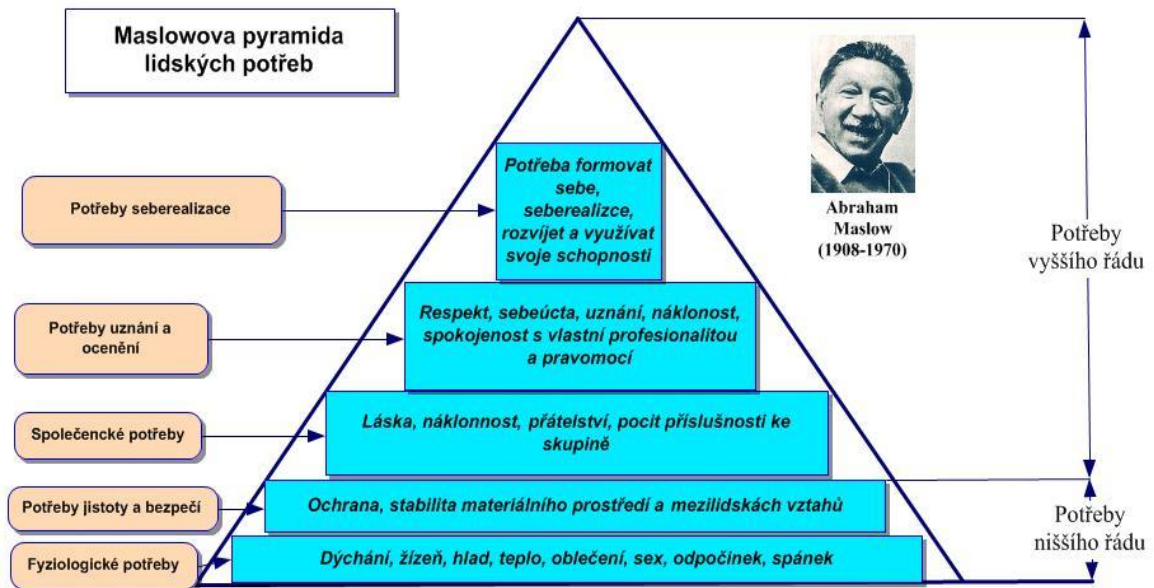 Maslowova pyramida
lidských potřeb
Potřeby seberealizace
Potřeba formovat
sebe,
seberealizce,
rozvíjet a využívat
svoje schopnosti
Abraham
Maslow
(1908-1970)
Potřeby
vyššího řádu
Potřeby uznání a
ocenění
Respekt, sebeúcta, uznání, náklonost,
spokojenost s vlastní profesionalitou
a pravomocí
Společencké potřeby
Láska, náklonnost, přátelství, pocit příslušnosti ke
skupině
Potřeby jistoty a bezpečí
Ochrana, stabilita materiálního prostředí a mezilidskách vztahů
Potřeby
niššího řádu
Fyziologické potřeby
Dýchání, žízeň, hlad, teplo, oblečení, sex, odpočinek, spánek